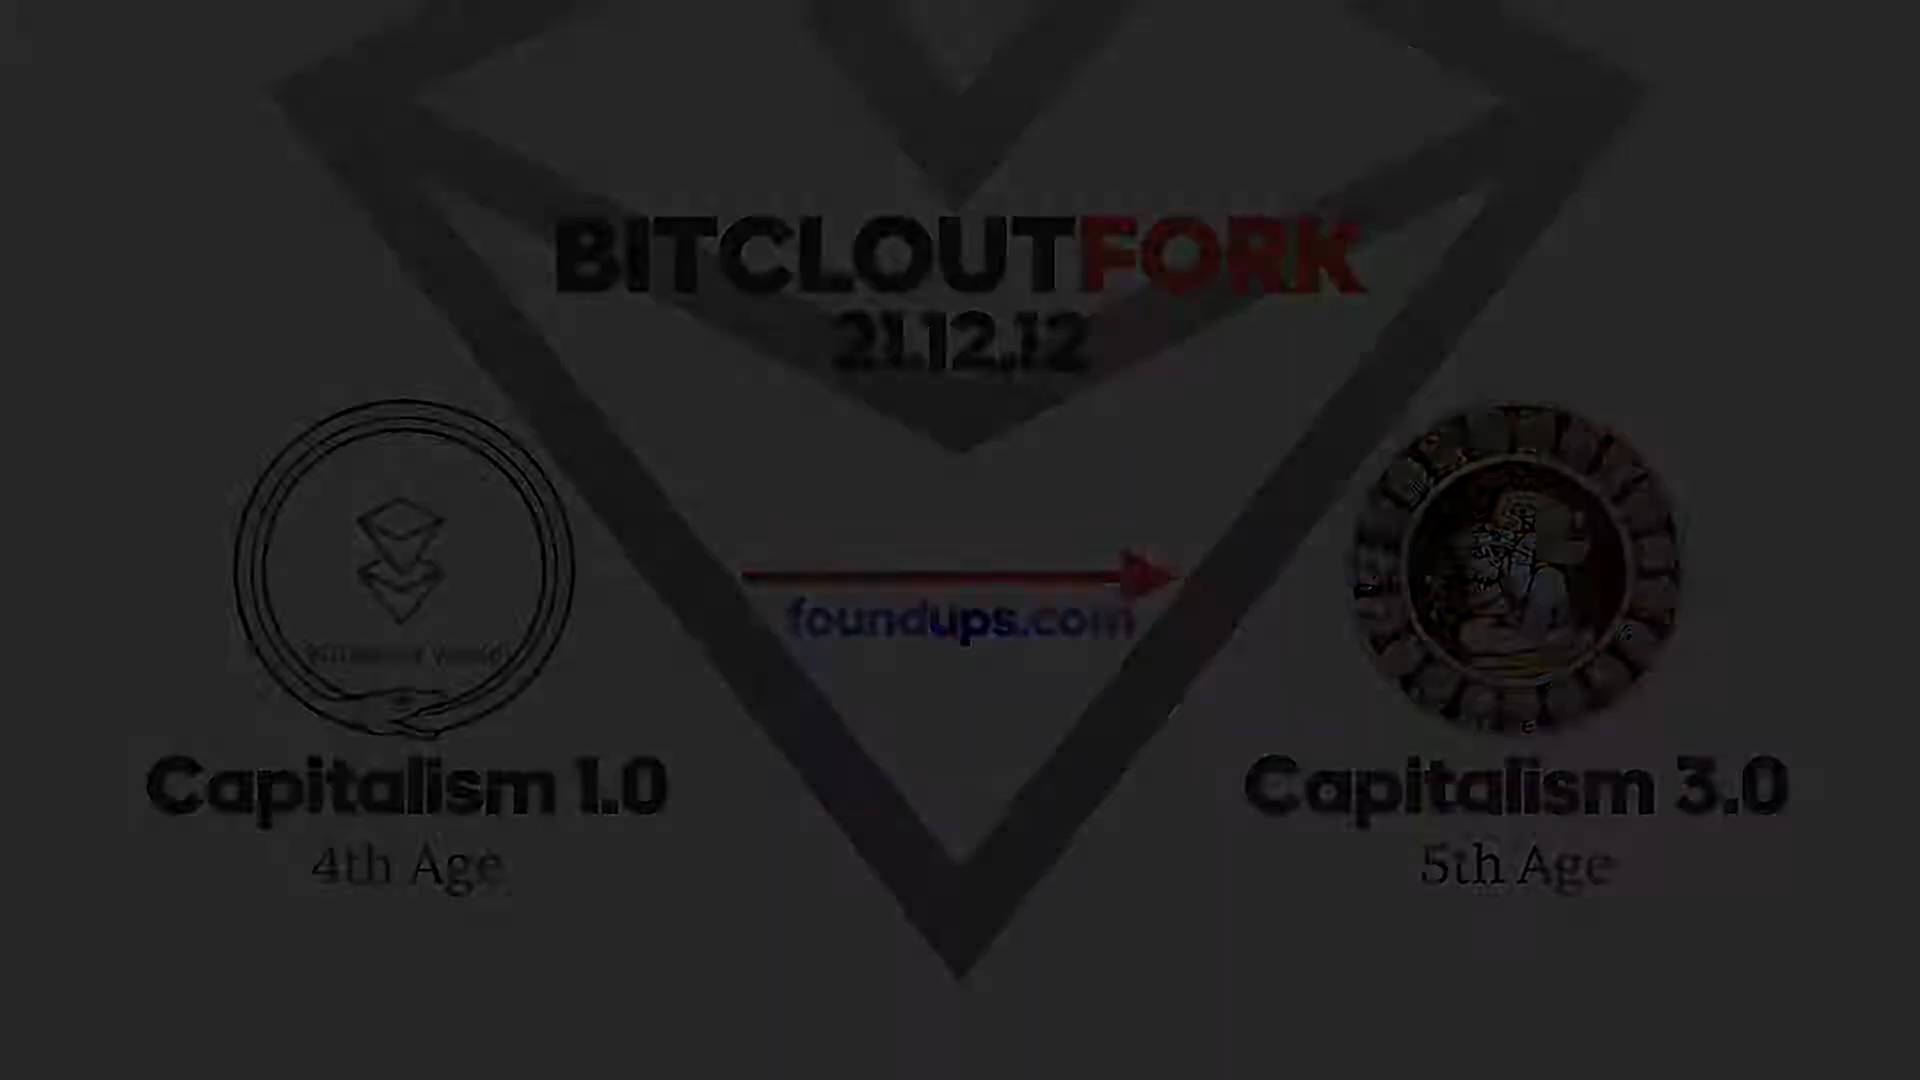 BITCLOUTFORK
21.12.12
foundups.com
Capitalism 1.0
Capitalism 3.0
4th Age
5th Age